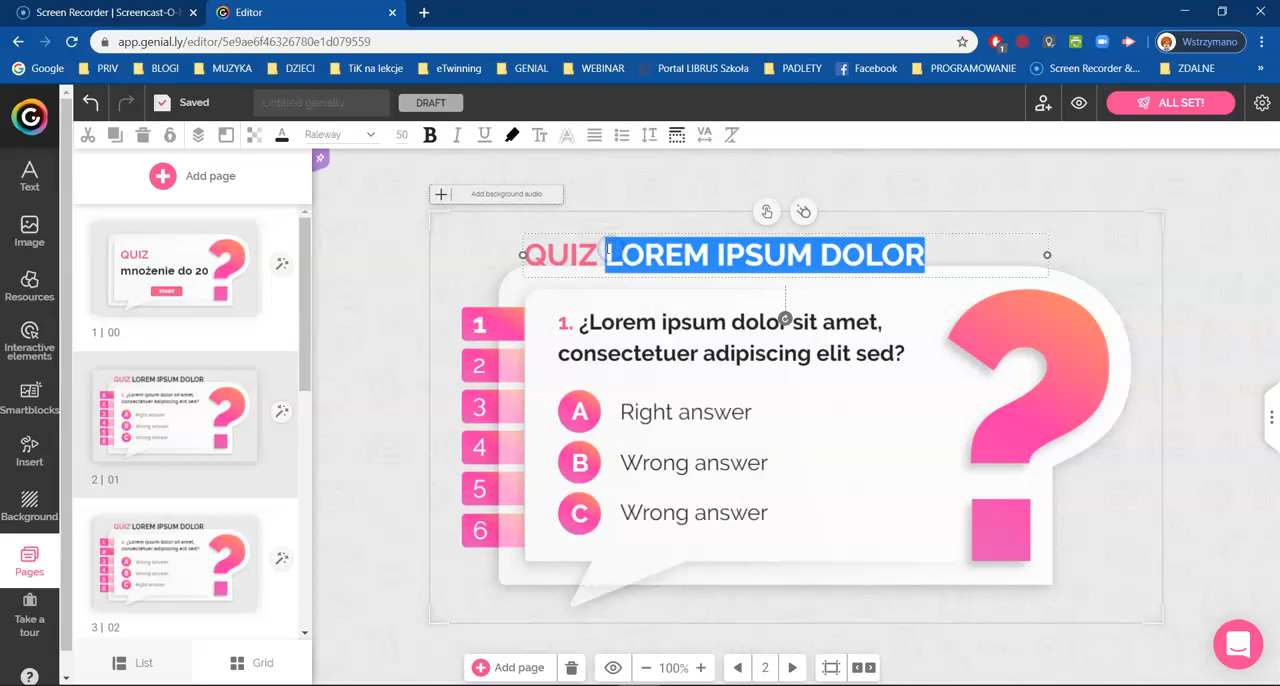 Screen Recorder | Screencast-O-
Editor
app.genial.ly/editor/5e9ae6f46326780e1d079559
1
Wstrzymano
Google
PRIV
BLOGI
MUZYKA
DZIECI
TiK na lekcje
eTwinning
GENIAL
WEBINAR
Portal LIBRUS Szkoła
PADLETY
Facebook
PROGRAMOWANIE
Screen Recorder &...
ZDALNE
»
Saved
Untitled genially
DRAFT
ALL SET!
Raleway
50
B
I
U
VA
Text
Image
Resources
Interactive
elements
Smartblocks
Insert
Background
Pages
Take a
tour
Add page
QUIZ
mnożenie do 20
START
?
1 | 00
QUIZ LOREM IPSUM DOLOR
1. ¿Lorem ipsum dolor sit amet,
consectetuer adipiscing elit sed?
A Right answer
B Wrong answer
C Wrong answer
2 | 01
QUIZ LOREM IPSUM DOLOR
2. ¿Lorem ipsum dolor sit amet,
consectetuer adipiscing elit sed?
A Wrong answer
B Wrong answer
C Right answer
3 | 02
List
Grid
Add background audio
QUIZ LOREM IPSUM DOLOR
1. ¿Lorem ipsum dolor sit amet,
consectetuer adipiscing elit sed?
1
2
3
4
5
6
A Right answer
B Wrong answer
C Wrong answer
?
Add page
100%
2